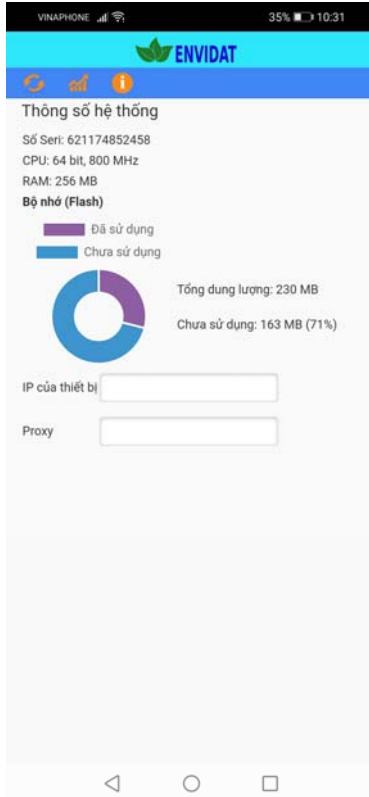 VINAPHONE 35% 10:31
ENVIDAT
Thông số hệ thống
Số Seri: 621174852458
CPU: 64 bit, 800 MHz
RAM: 256 MB
Bộ nhớ (Flash)
Đã sử dụng
Chưa sử dụng
Tổng dung lượng: 230 MB
Chưa sử dụng: 163 MB (71%)
IP của thiết bị
Proxy